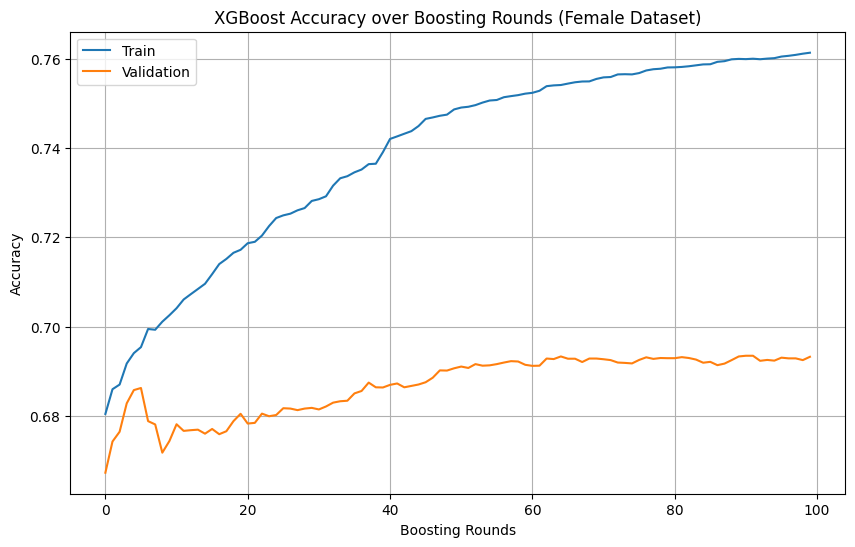 XGBoost Accuracy over Boosting Rounds (Female Dataset)
Train
Validation
Accuracy
0.76
0.74
0.72
0.70
0.68
0 20 40 60 80 100
Boosting Rounds